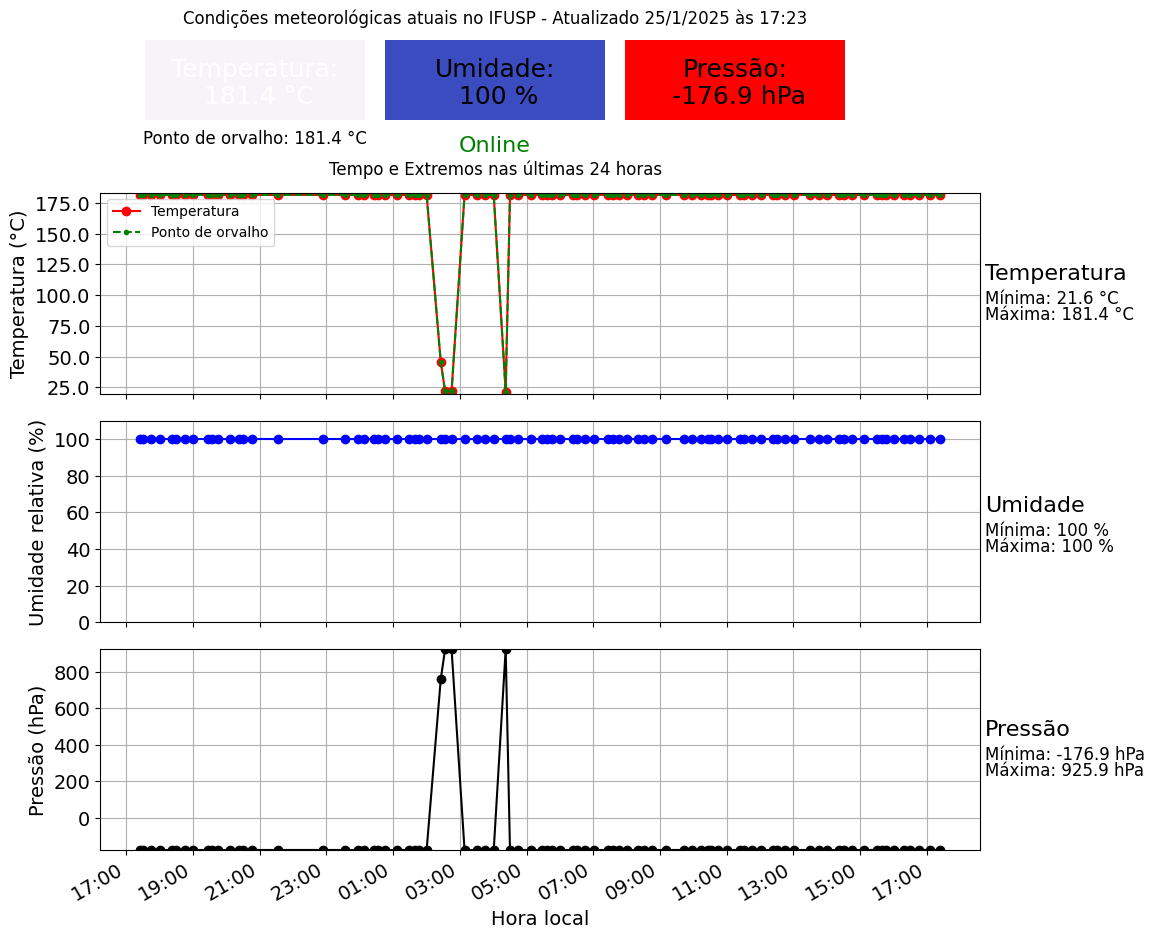 Condições meteorológicas atuais no IFUSP - Atualizado 25/1/2025 às 17:23
Temperatura:
181.4 °C
Umidade:
100 %
Pressão:
-176.9 hPa
Ponto de orvalho: 181.4 °C
Online
Tempo e Extremos nas últimas 24 horas
Temperatura (°C)
175.0
150.0
125.0
100.0
75.0
50.0
25.0
Temperatura
Ponto de orvalho
Temperatura
Mínima: 21.6 °C
Máxima: 181.4 °C
Umidade relativa (%)
100
80
60
40
20
0
Umidade
Mínima: 100 %
Máxima: 100 %
Pressão (hPa)
800
600
400
200
0
Pressão
Mínima: -176.9 hPa
Máxima: 925.9 hPa
17:00
19:00
21:00
23:00
01:00
03:00
05:00
07:00
09:00
11:00
13:00
15:00
17:00
Hora local